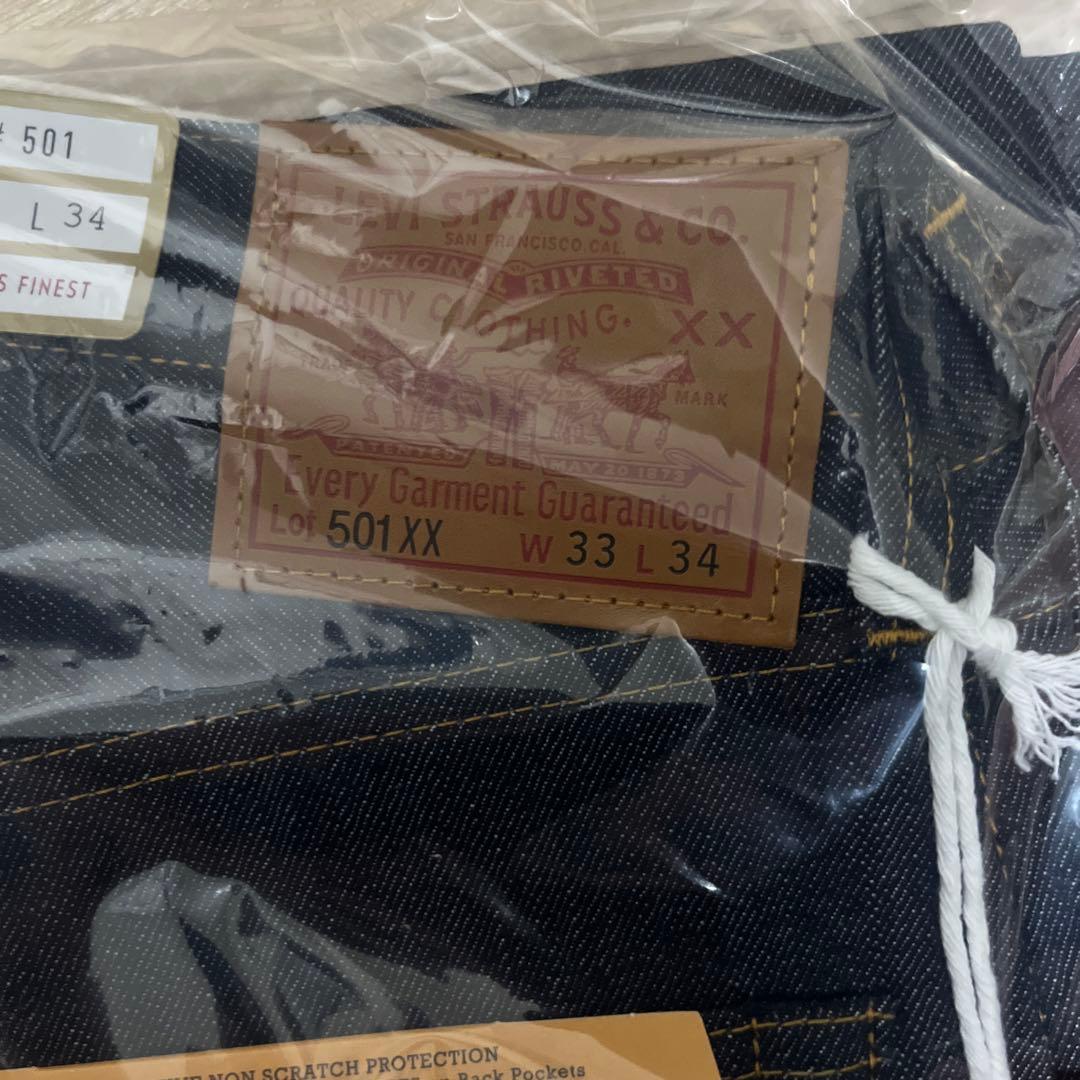 # 501
L 34
S FINEST
LEVI STRAUSS & CO.
SAN FRANCISCO. CAL.
ORIGINAL RIVETED
QUALITY CLOTHING.
XX
TRADE MARK
PATENTED MAY 20 1873
Every Garment Guaranteed
Lot 501XX W 33 L 34
NON SCRATCH PROTECTION
Back Pockets